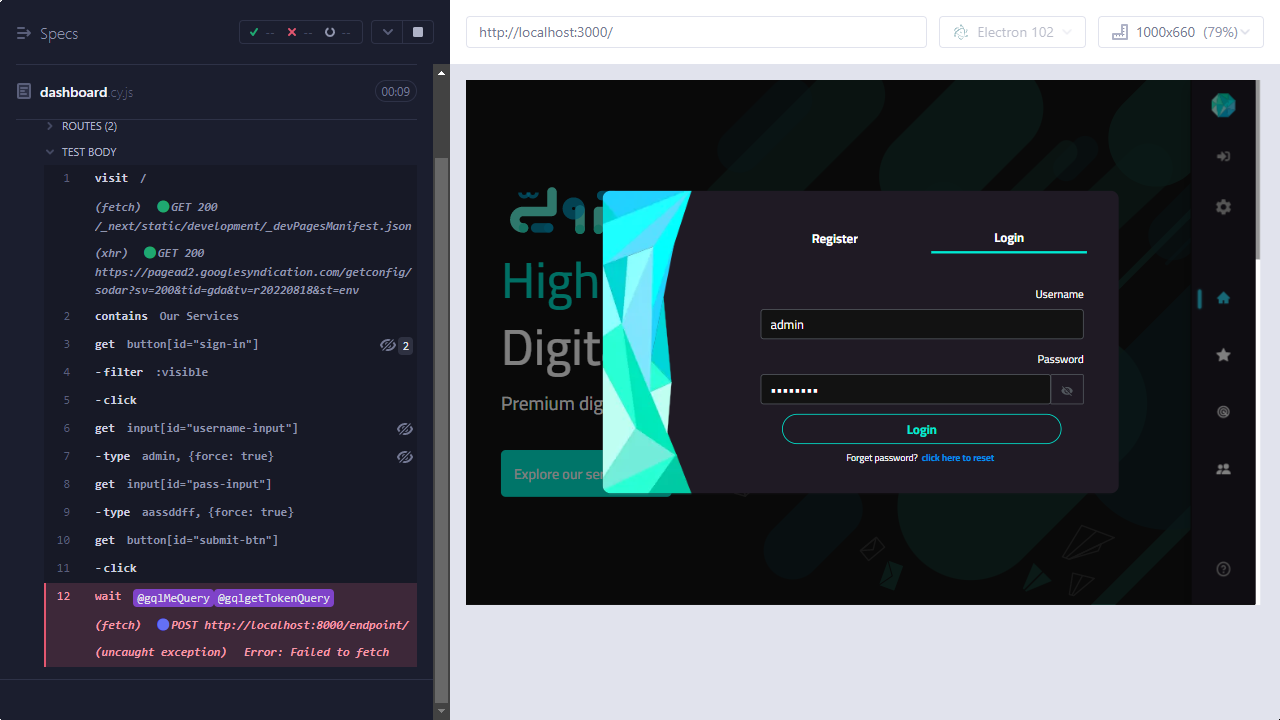 Specs
--
--
--
dashboard.cy.js
00:09
ROUTES (2)
TEST BODY
1 visit /
(fetch) GET 200
/_next/static/development/_devPagesManifest.json
(xhr) GET 200
https://pagead2.googlesyndication.com/getconfig/
sodar?sv=200&tid=gda&tv=r20220818&st=env
2 contains Our Services
3 get button[id="sign-in"] 2
4 -filter :visible
5 -click
6 get input[id="username-input"]
7 -type admin, {force: true}
8 get input[id="pass-input"]
9 -type aassddff, {force: true}
10 get button[id="submit-btn"]
11 -click
12 wait @gqlMeQuery @gqlgetTokenQuery
(fetch) POST http://localhost:8000/endpoint/
(uncaught exception) Error: Failed to fetch
http://localhost:3000/
Electron 102
1000x660 (79%)
High
Digit
Premium dig
Explore our se
Register
Login
Username
admin
Password
••••••••
Login
Forget password? click here to reset